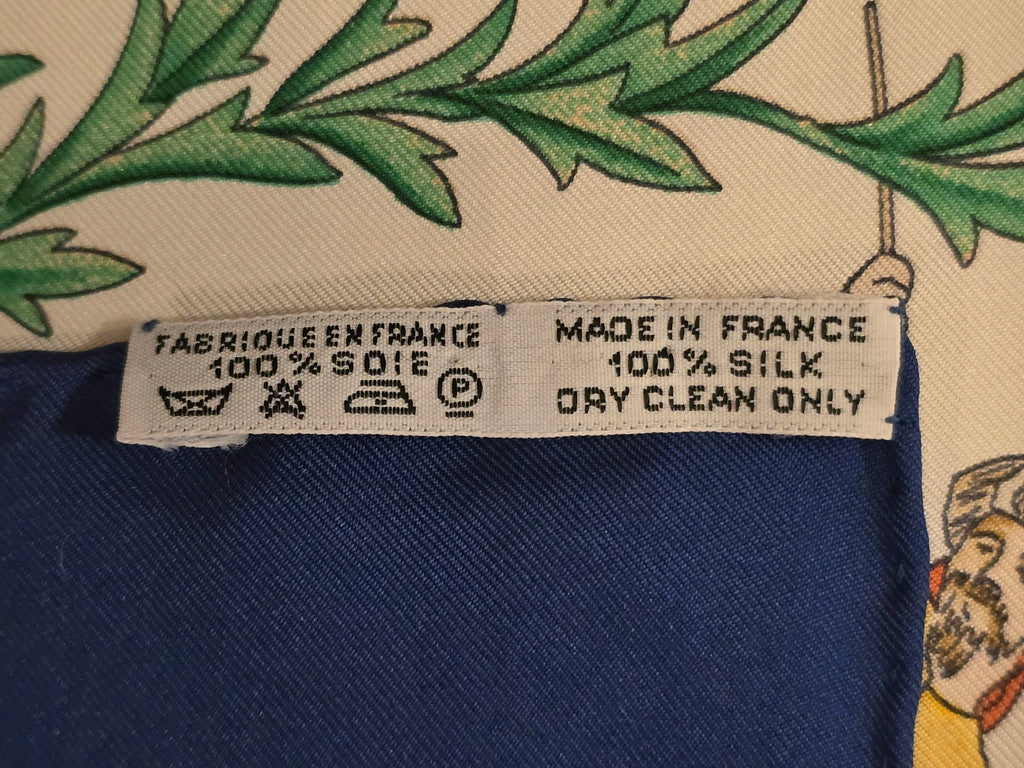 FABRIQUE EN FRANCE
100% SOIE
P
MADE IN FRANCE
100% SILK
DRY CLEAN ONLY